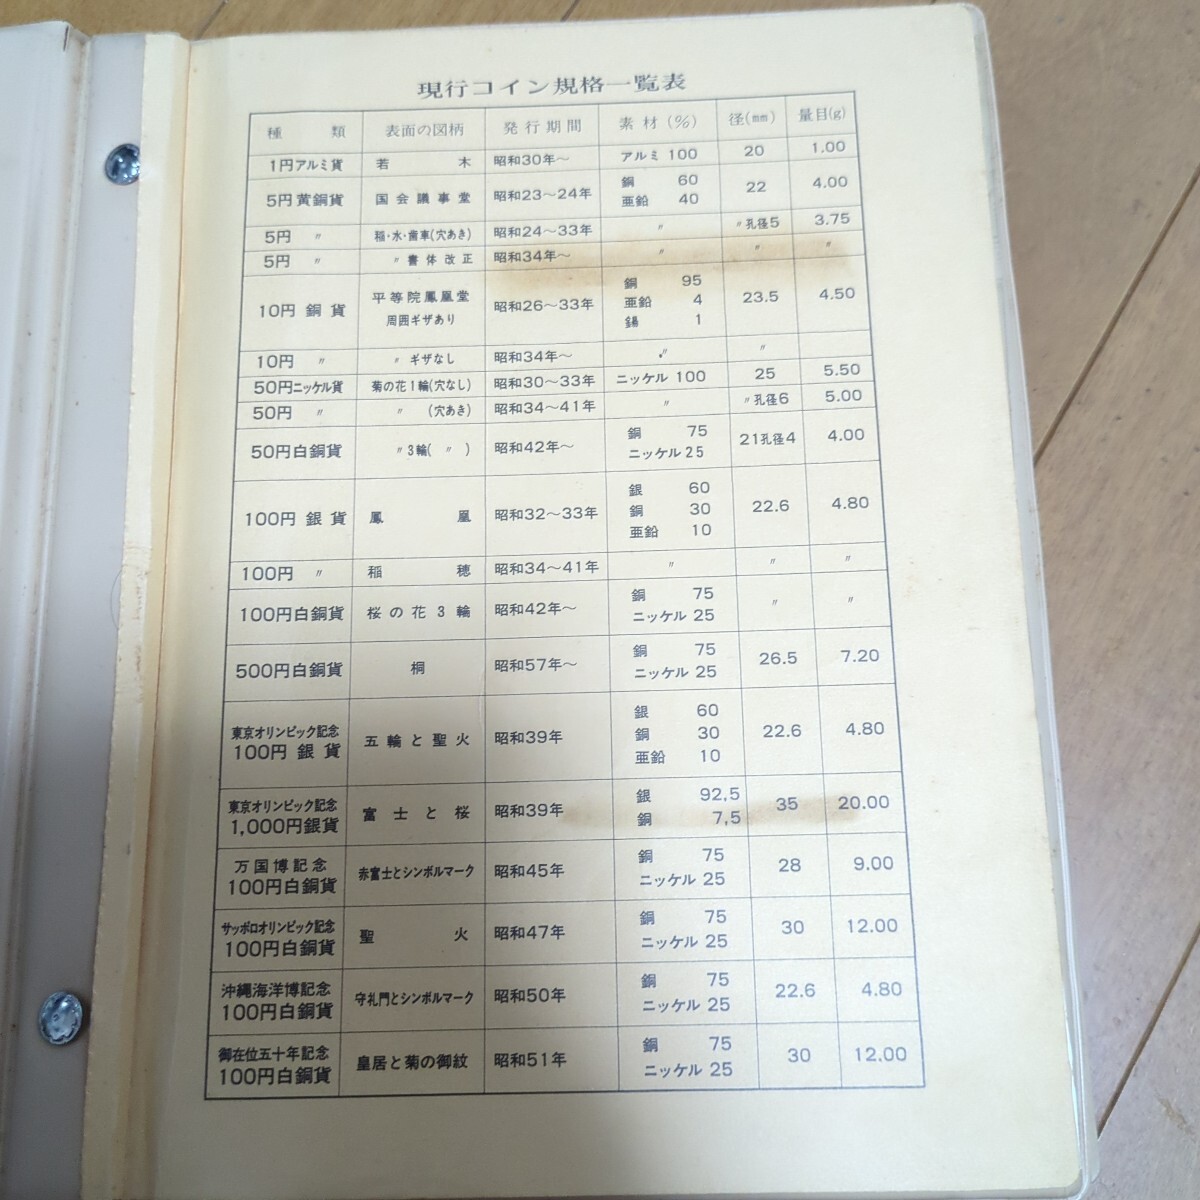 現行コイン規格一覧表
種類 表面の図柄 発行期間 素材(%) 径(mm) 量目(g)
1円アルミ貨 若木 昭和30年～ アルミ 100 20 1.00
5円黄銅貨 国会議事堂 昭和23～24年 銅 60 22 4.00
亜鉛 40
5円 〃 稲・水・歯車(穴あき) 昭和24～33年 〃 〃孔径5 3.75
5円 〃 〃書体改正 昭和34年～ 〃 〃 〃
10円 銅貨 平等院鳳凰堂 昭和26～33年 銅 95 23.5 4.50
周囲ギザあり 亜鉛 4
錫 1
10円 〃 〃 ギザなし 昭和34年～ 〃 〃
50円ニッケル貨 菊の花1輪(穴なし) 昭和30～33年 ニッケル 100 25 5.50
50円 〃 〃 (穴あき) 昭和34～41年 〃 〃孔径6 5.00
50円白銅貨 〃3輪( 〃 ) 昭和42年～ 銅 75 21孔径4 4.00
ニッケル 25
100円 銀貨 鳳凰 昭和32～33年 銀 60 22.6 4.80
銅 30
亜鉛 10
100円 〃 稲穂 昭和34～41年 〃 〃 〃
100円白銅貨 桜の花3輪 昭和42年～ 銅 75 〃 〃
ニッケル 25
500円白銅貨 桐 昭和57年～ 銅 75 26.5 7.20
ニッケル 25
東京オリンピック記念
100円 銀貨 五輪と聖火 昭和39年 銀 60 22.6 4.80
銅 30
亜鉛 10
東京オリンピック記念
1,000円銀貨 富士と桜 昭和39年 銀 92,5 35 20.00
銅 7,5
万国博記念
100円白銅貨 赤富士とシンボルマーク 昭和45年 銅 75 28 9.00
ニッケル 25
サッポロオリンピック記念
100円白銅貨 聖火 昭和47年 銅 75 30 12.00
ニッケル 25
沖縄海洋博記念
100円白銅貨 守礼門とシンボルマーク 昭和50年 銅 75 22.6 4.80
ニッケル 25
御在位五十年記念
100円白銅貨 皇居と菊の御紋 昭和51年 銅 75 30 12.00
ニッケル 25